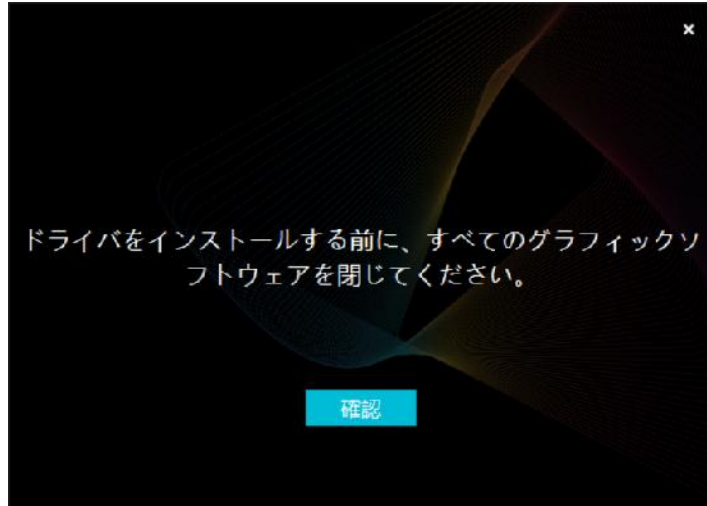 ×
ドライバをインストールする前に、すべてのグラフィックソ
フトウェアを閉じてください。
確認